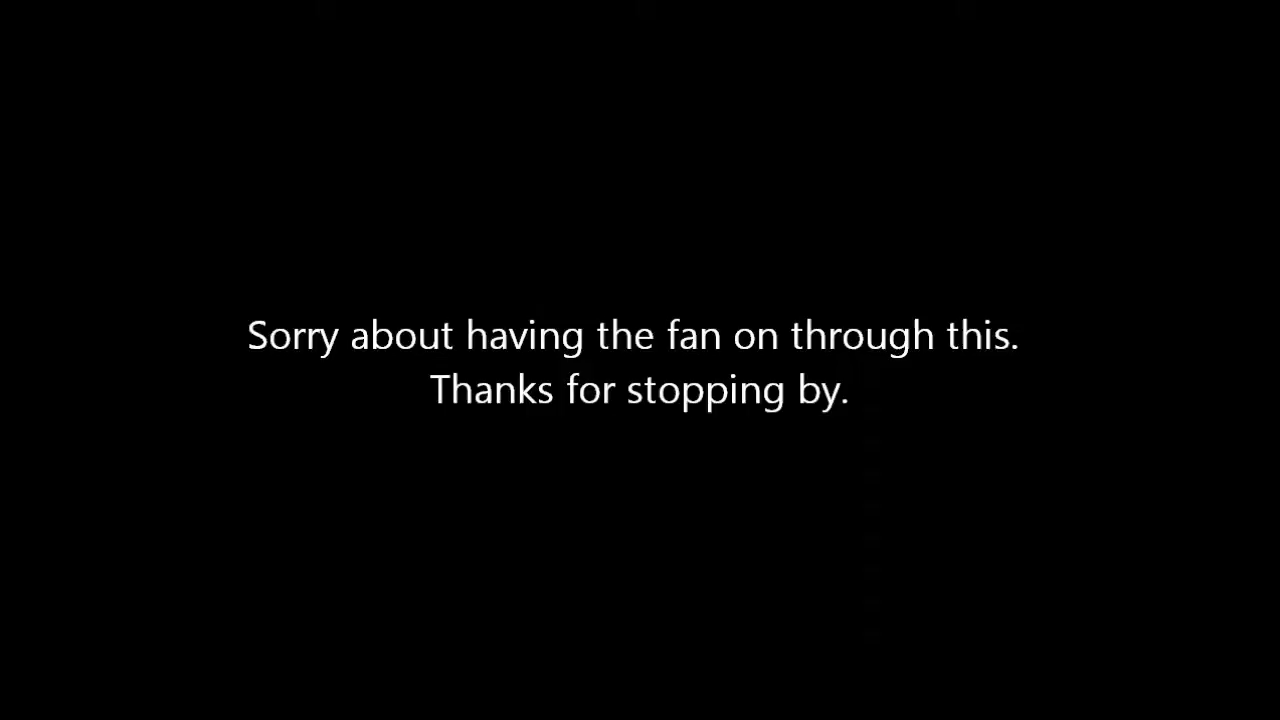 Sorry about having the fan on through this.
Thanks for stopping by.